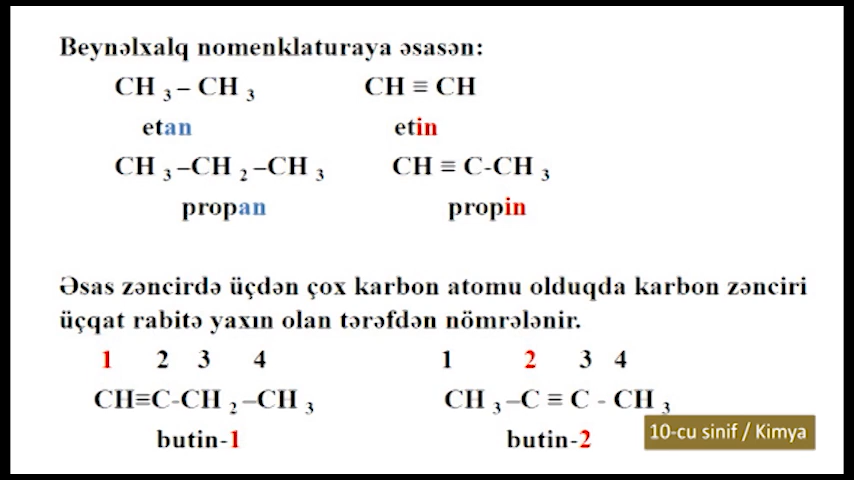 Beynəlxalq nomenklaturaya əsasən:
CH 3 – CH 3 CH ≡ CH
etan etin
CH 3 –CH 2 –CH 3 CH ≡ C-CH 3
propan propin
Əsas zəncirdə üçdən çox karbon atomu olduqda karbon zənciri
üçqat rabitə yaxın olan tərəfdən nömrələnir.
1 2 3 4 1 2 3 4
CH≡C-CH 2 –CH 3 CH 3 –C ≡ C - CH 3
butin-1 butin-2
10-cu sinif / Kimya